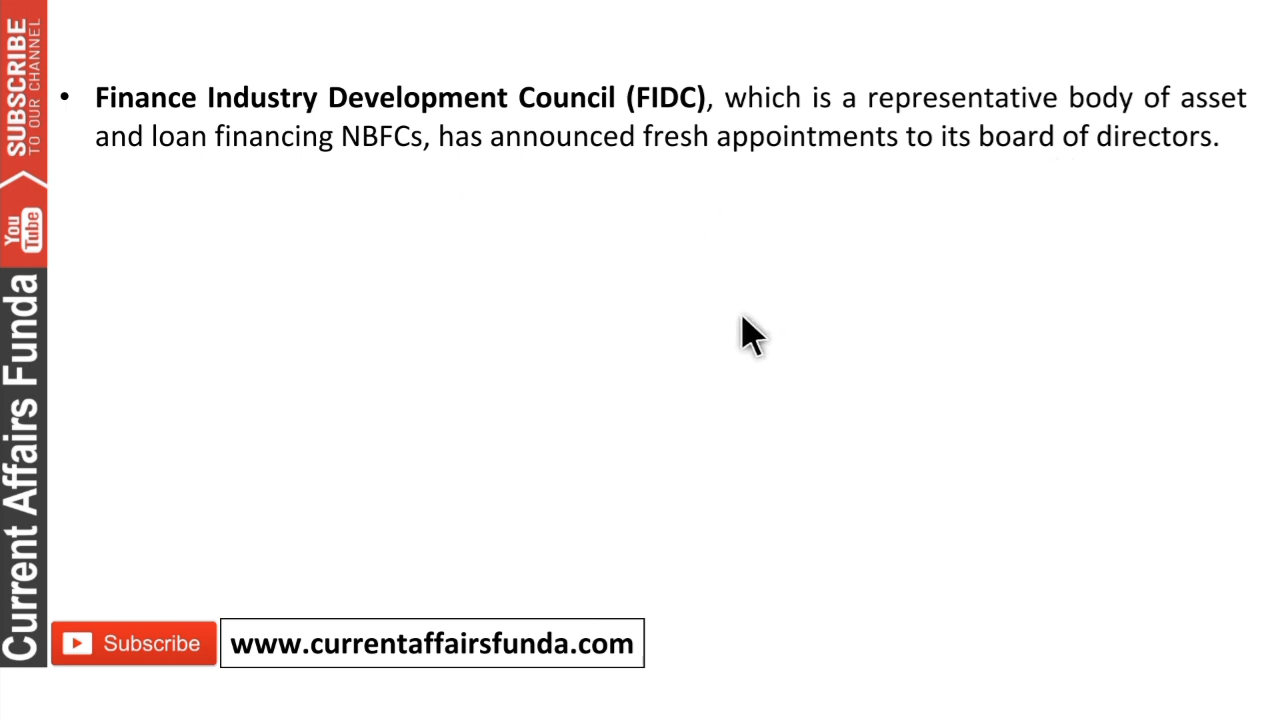 SUBSCRIBE
TO OUR CHANNEL
You
Tube
Current Affairs Funda
• Finance Industry Development Council (FIDC), which is a representative body of asset
and loan financing NBFCs, has announced fresh appointments to its board of directors.
Subscribe
www.currentaffairsfunda.com